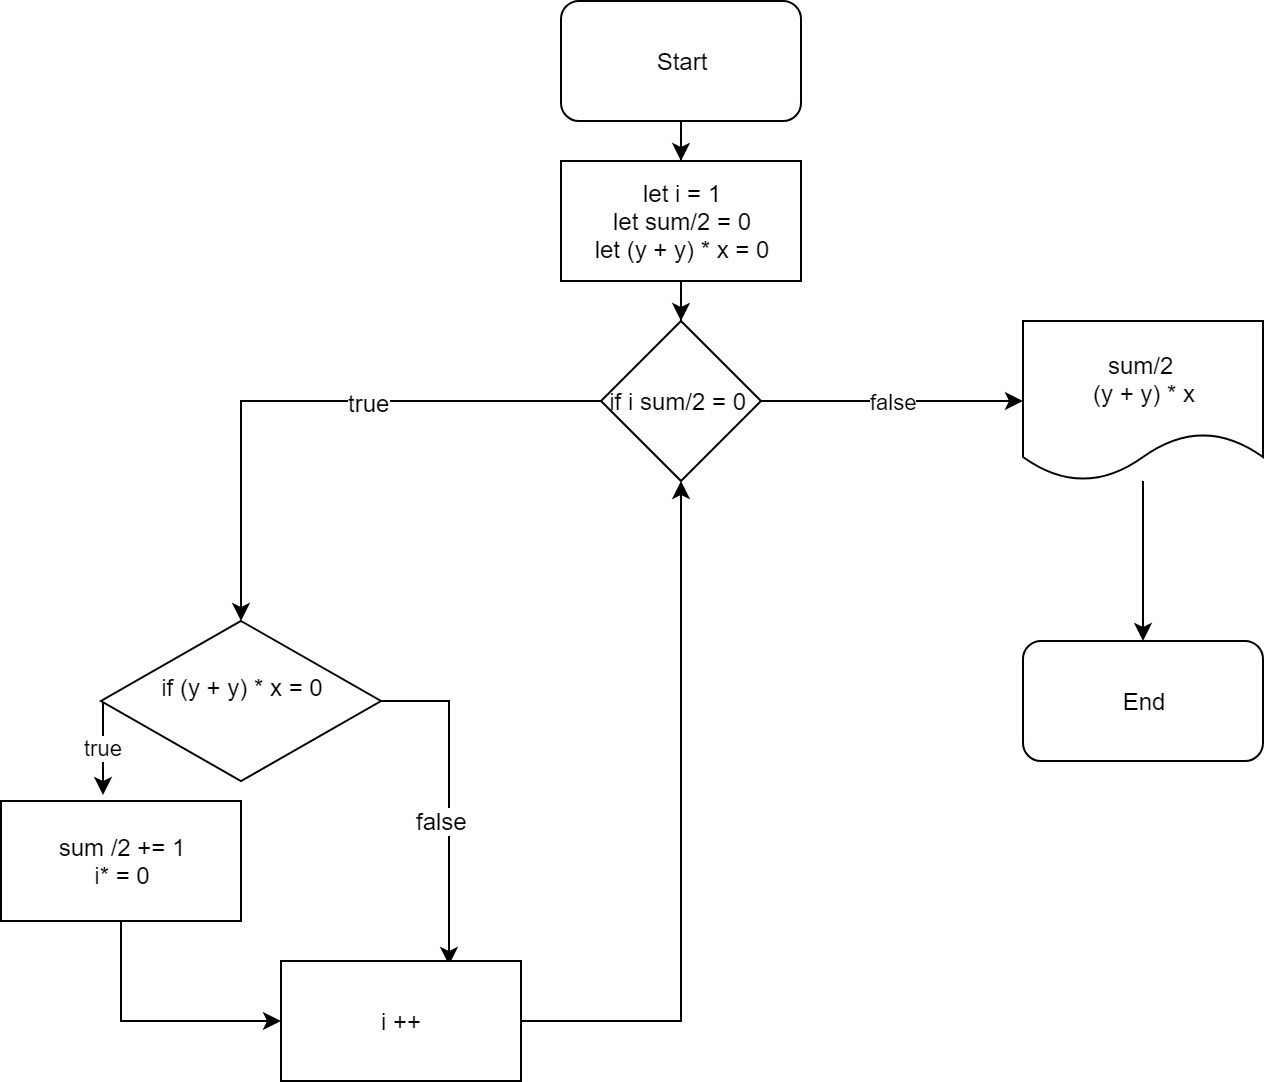 Start
let i = 1
let sum/2 = 0
let (y + y) * x = 0
if i sum/2 = 0
true
false
sum/2
(y + y) * x
if (y + y) * x = 0
true
false
End
sum /2 += 1
i* = 0
i ++